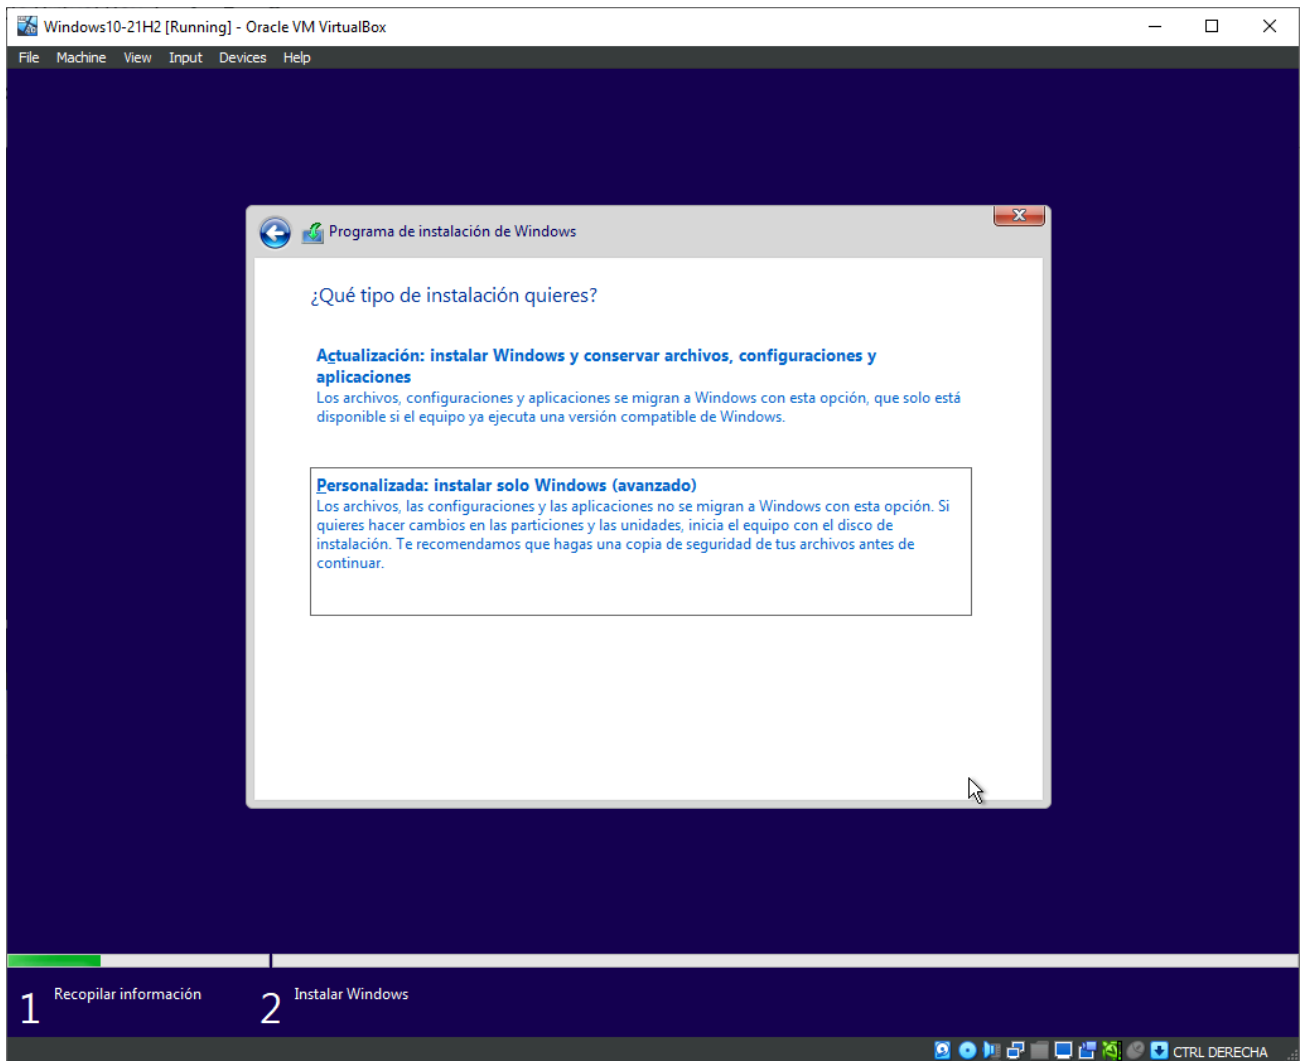 Windows10-21H2 [Running] - Oracle VM VirtualBox
File Machine View Input Devices Help
Programa de instalación de Windows
¿Qué tipo de instalación quieres?
Actualización: instalar Windows y conservar archivos, configuraciones y
aplicaciones
Los archivos, configuraciones y aplicaciones se migran a Windows con esta opción, que solo está
disponible si el equipo ya ejecuta una versión compatible de Windows.
Personalizada: instalar solo Windows (avanzado)
Los archivos, las configuraciones y las aplicaciones no se migran a Windows con esta opción. Si
quieres hacer cambios en las particiones y las unidades, inicia el equipo con el disco de
instalación. Te recomendamos que hagas una copia de seguridad de tus archivos antes de
continuar.
1 Recopilar información 2 Instalar Windows
CTRL DERECHA